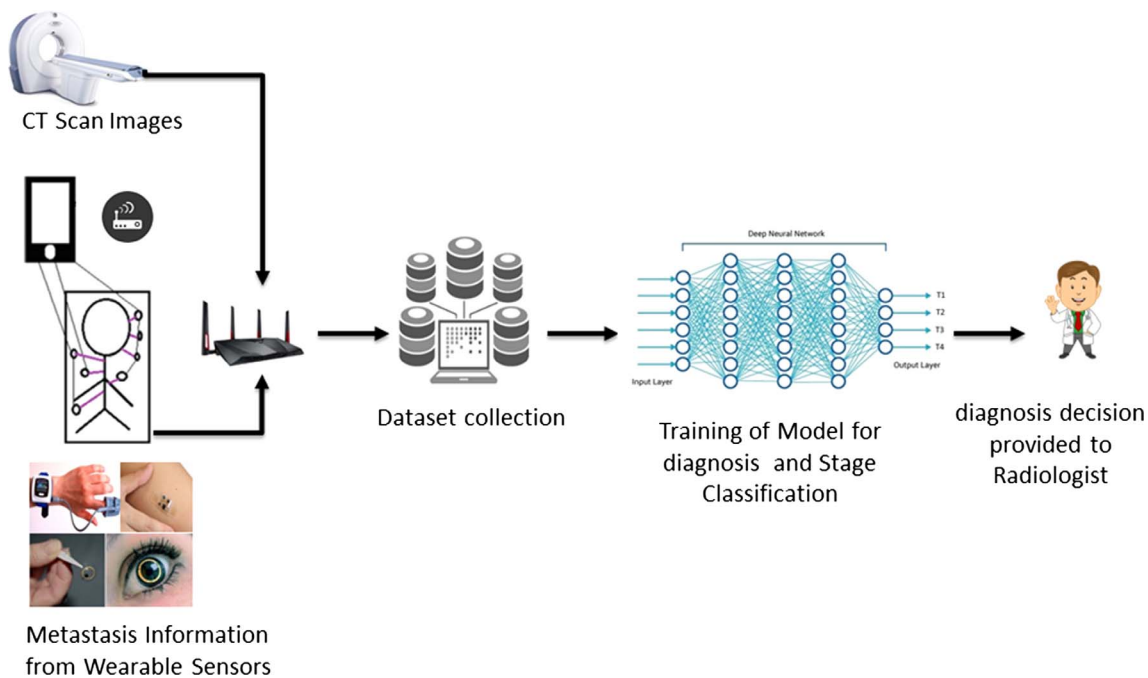 CT Scan Images
Metastasis Information
from Wearable Sensors
Dataset collection
Deep Neural Network
Input Layer
T1
T2
T3
T4
Output Layer
Training of Model for
diagnosis and Stage
Classification
diagnosis decision
provided to
Radiologist